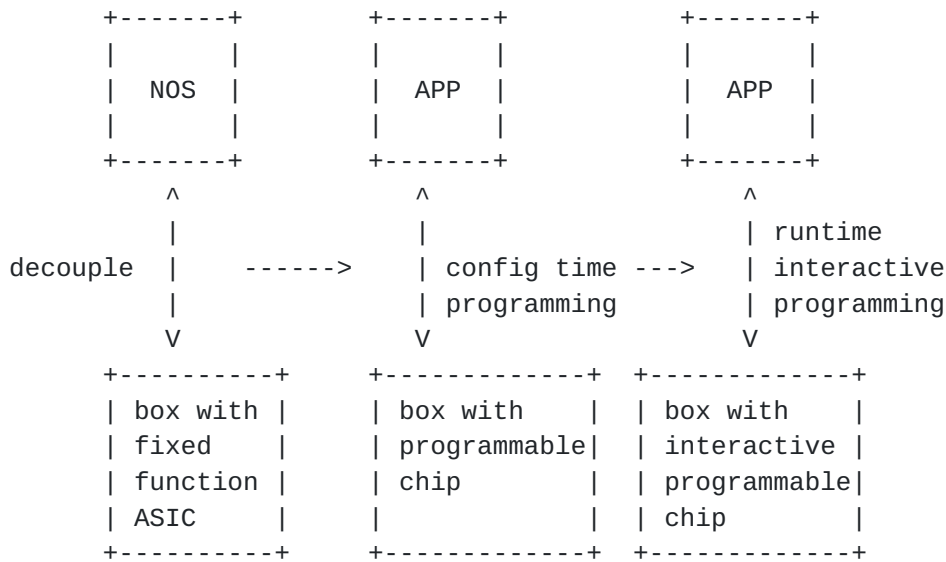 NOS
APP
APP
decouple
------>
config time --->
programming
runtime
interactive
programming
box with
fixed
function
ASIC
box with
programmable
chip
box with
interactive
programmable
chip